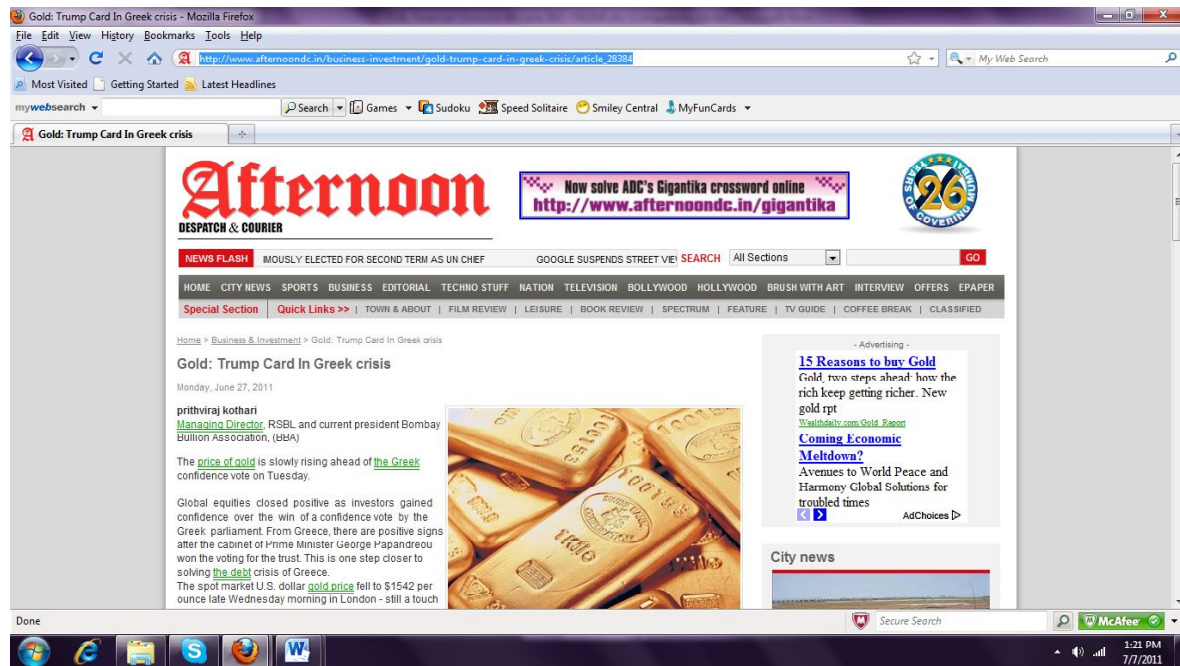 Gold: Trump Card In Greek crisis - Mozilla Firefox
File Edit View History Bookmarks Tools Help
http://www.afternoondc.in/business-investment/gold-trump-card-in-greek-crisis/article_28384
My Web Search
Most Visited Getting Started Latest Headlines
mywebsearch Search Games Sudoku Speed Solitaire Smiley Central MyFunCards
Gold: Trump Card In Greek crisis
Afternoon
DESPATCH & COURIER
Now solve ADC's Gigantika crossword online
http://www.afternoondc.in/gigantika
26 YEARS OF COVERING MUMBAI
NEWS FLASH IMOUSLY ELECTED FOR SECOND TERM AS UN CHIEF GOOGLE SUSPENDS STREET VIE SEARCH All Sections GO
HOME CITY NEWS SPORTS BUSINESS EDITORIAL TECHNO STUFF NATION TELEVISION BOLLYWOOD HOLLYWOOD BRUSH WITH ART INTERVIEW OFFERS EPAPER
Special Section Quick Links >> | TOWN & ABOUT | FILM REVIEW | LEISURE | BOOK REVIEW | SPECTRUM | FEATURE | TV GUIDE | COFFEE BREAK | CLASSIFIED
Home > Business & Investment > Gold: Trump Card In Greek crisis
Gold: Trump Card In Greek crisis
Monday, June 27, 2011
prithviraj kothari
Managing Director, RSBL and current president Bombay
Bullion Association, (BBA)
The price of gold is slowly rising ahead of the Greek
confidence vote on Tuesday.
Global equities closed positive as investors gained
confidence over the win of a confidence vote by the
Greek parliament. From Greece, there are positive signs
after the cabinet of Prime Minister George Papandreou
won the voting for the trust. This is one step closer to
solving the debt crisis of Greece.
The spot market U.S. dollar gold price fell to $1542 per
ounce late Wednesday morning in London - still a touch
- Advertising -
15 Reasons to buy Gold
Gold, two steps ahead: how the
rich keep getting richer. New
gold rpt
Wealthdaily.com/Gold_Report
Coming Economic
Meltdown?
Avenues to World Peace and
Harmony Global Solutions for
troubled times
AdChoices
City news
Done
Secure Search
McAfee
1:21 PM
7/7/2011